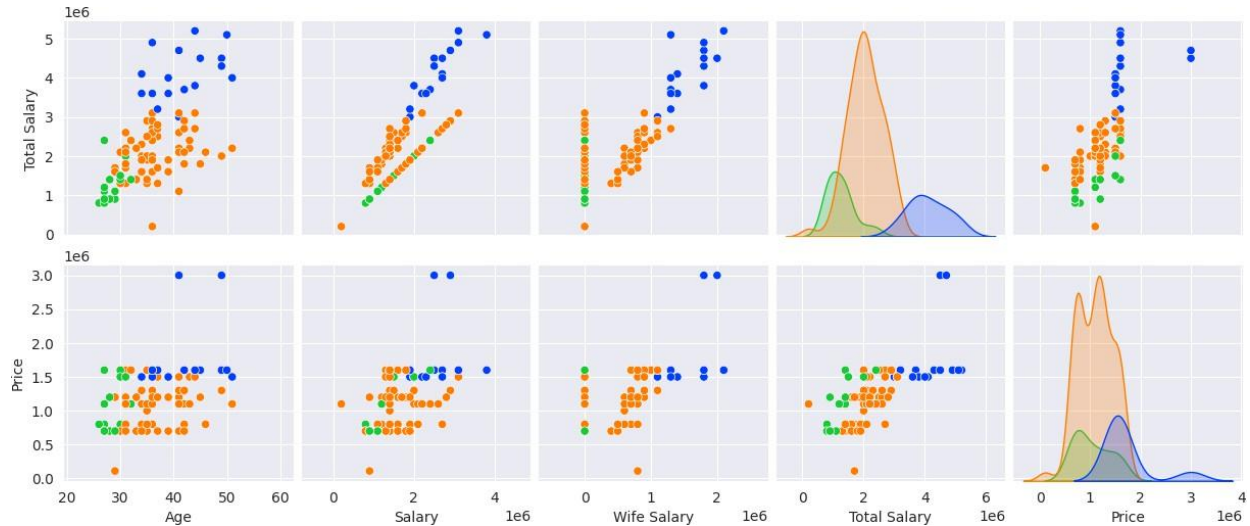 1e6
5
4
3
2
1
0
Total Salary
1e6
3.0
2.5
2.0
1.5
1.0
0.5
0.0
Price
20 30 40 50 60
0 2 4
0 1 2
0 2 4 6
0 1 2 3 4
Age
Salary 1e6
Wife Salary 1e6
Total Salary 1e6
Price 1e6